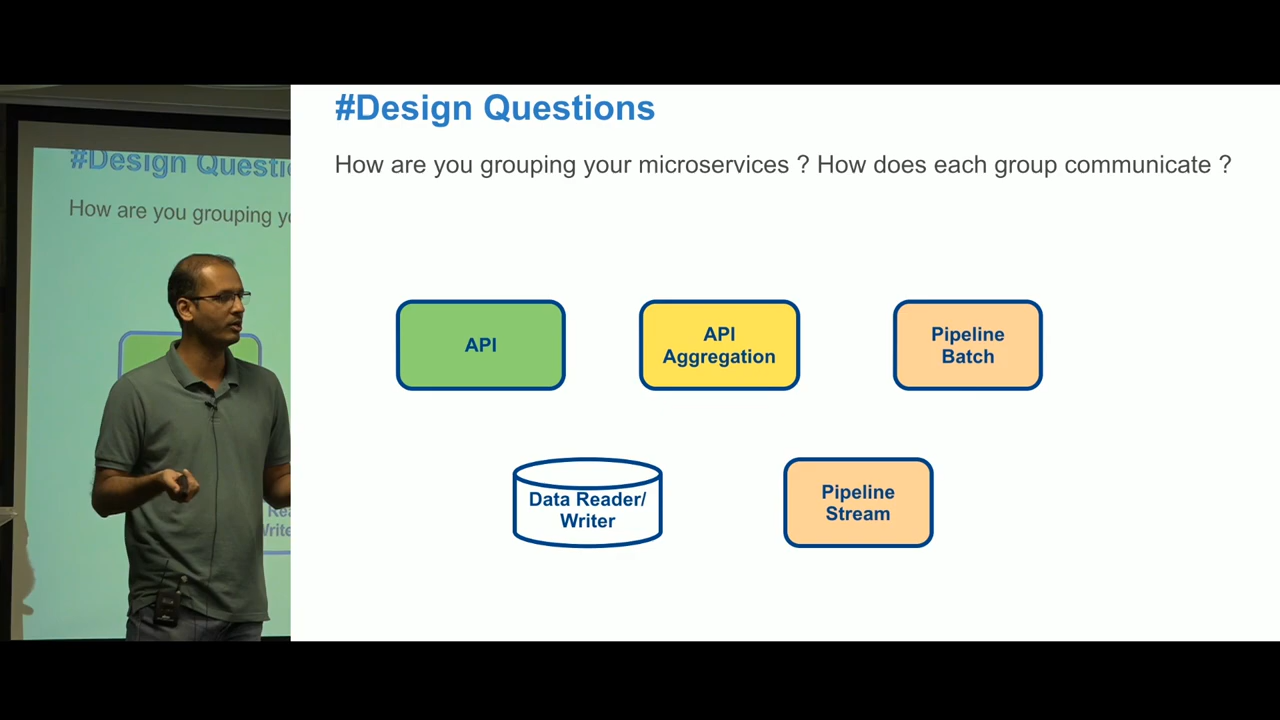 #Design Questions
How are you grouping your microservices ? How does each group communicate ?
API
API
Aggregation
Pipeline
Batch
Data Reader/
Writer
Pipeline
Stream
#Design Questi
How are you grouping y